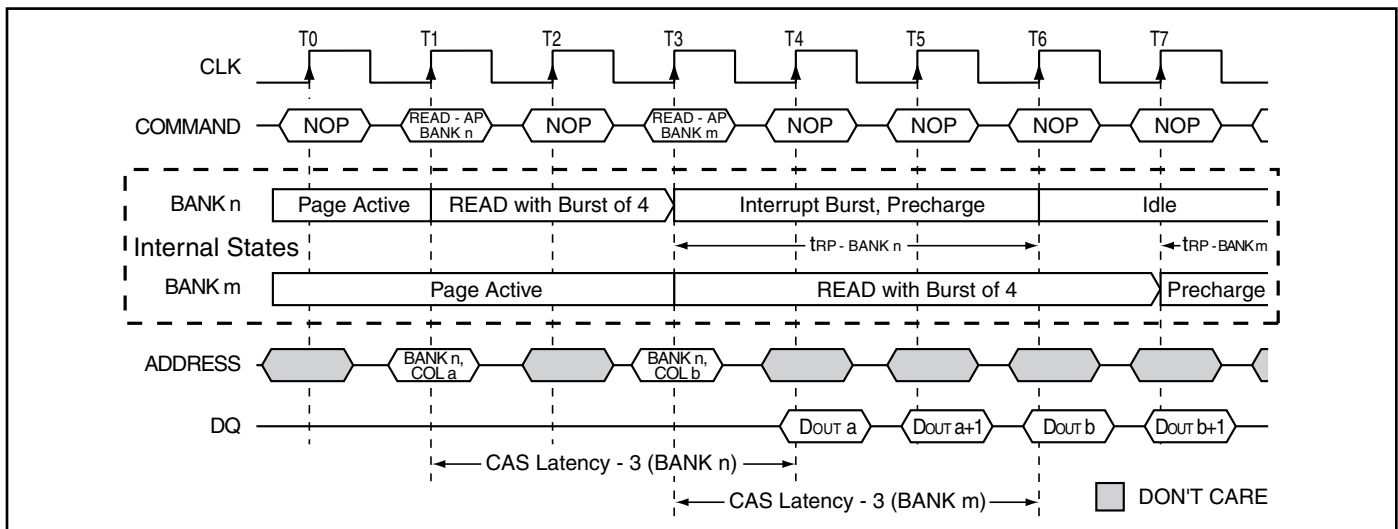 T0 T1 T2 T3 T4 T5 T6 T7
CLK
COMMAND NOP READ - AP BANK n NOP READ - AP BANK m NOP NOP NOP NOP
BANK n Page Active READ with Burst of 4 Interrupt Burst, Precharge Idle
Internal States tRP - BANK n tRP - BANK m
BANK m Page Active READ with Burst of 4 Precharge
ADDRESS BANK n, COL a BANK n, COL b
DQ DOUT a DOUT a+1 DOUT b DOUT b+1
CAS Latency - 3 (BANK n)
CAS Latency - 3 (BANK m) DON'T CARE